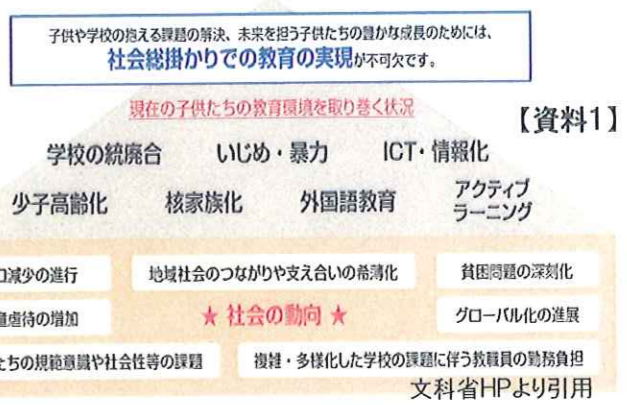 子供や学校の抱える課題の解決、未来を担う子供たちの豊かな成長のためには、
社会総掛かりでの教育の実現が不可欠です。
現在の子供たちの教育環境を取り巻く状況
【資料1】
学校の統廃合 いじめ・暴力 ICT・情報化
少子高齢化 核家族化 外国語教育 アクティブ
ラーニング
減少の進行 地域社会のつながりや支え合いの希薄化 貧困問題の深刻化
虐待の増加 ★ 社会の動向 ★ グローバル化の進展
たちの規範意識や社会性等の課題 複雑・多様化した学校の課題に伴う教職員の勤務負担
文科省HPより引用